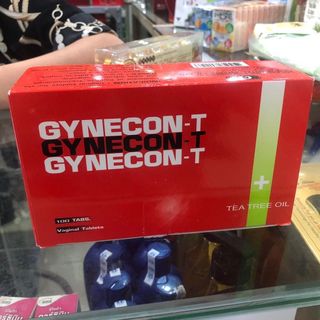 GYNECON-T
GYNECON-T
GYNECON-T
TEA TREE OIL
100 TABS.
Vaginal Tablets